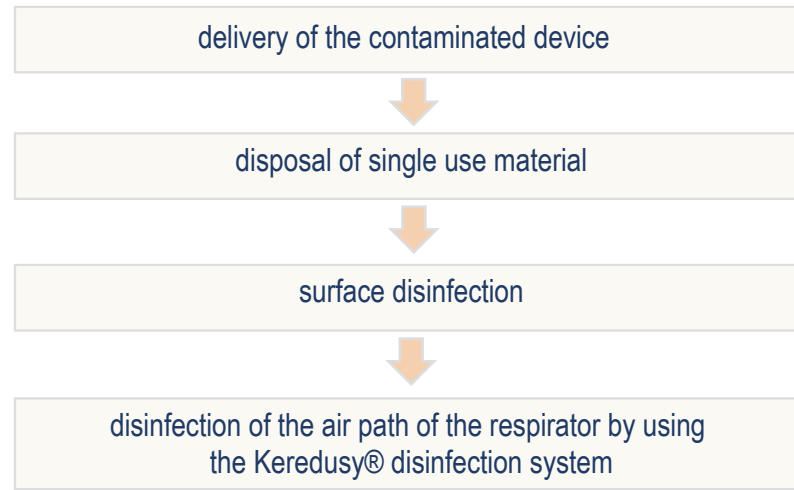 delivery of the contaminated device
disposal of single use material
surface disinfection
disinfection of the air path of the respirator by using
the Keredusy® disinfection system